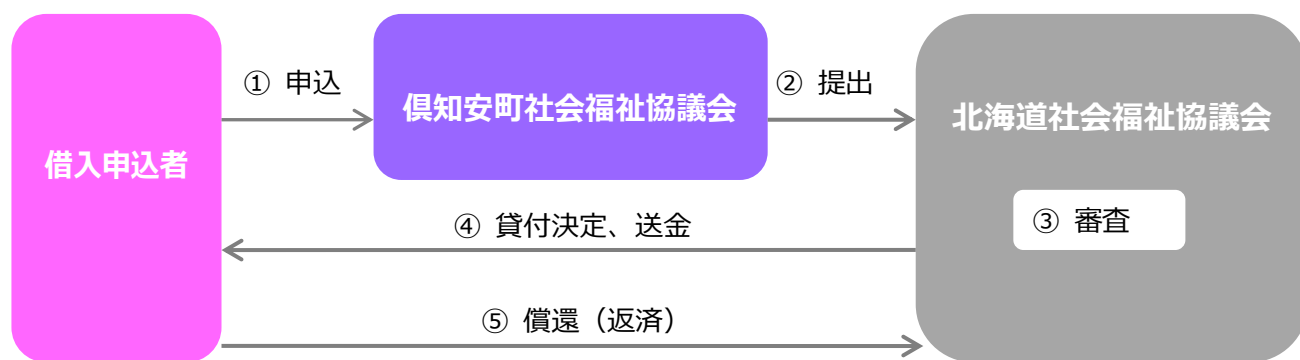 ① 申込
倶知安町社会福祉協議会
② 提出
北海道社会福祉協議会
借入申込者
③ 審査
④ 貸付決定、送金
⑤ 償還（返済）